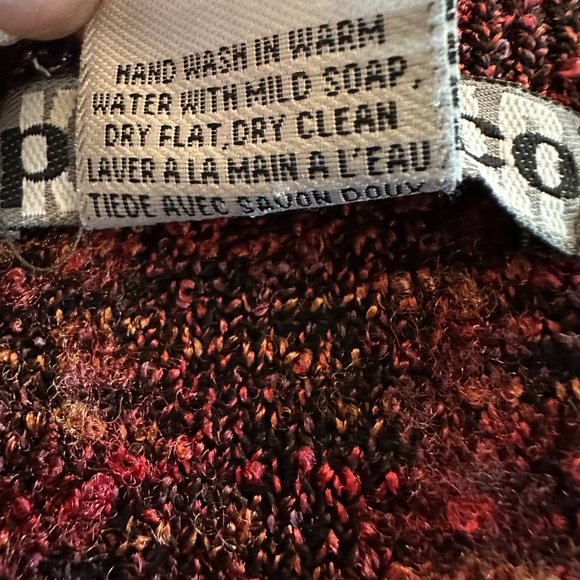 HAND WASH IN WARM
WATER WITH MILD SOAP,
DRY FLAT, DRY CLEAN
LAVER A LA MAIN A L'EAU
TIEDE AVEC SAVON DOUX
co